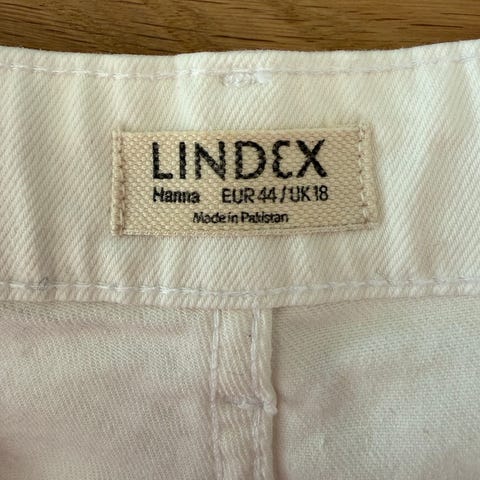 LINDEX
Hanna EUR 44 / UK 18
Made in Pakistan